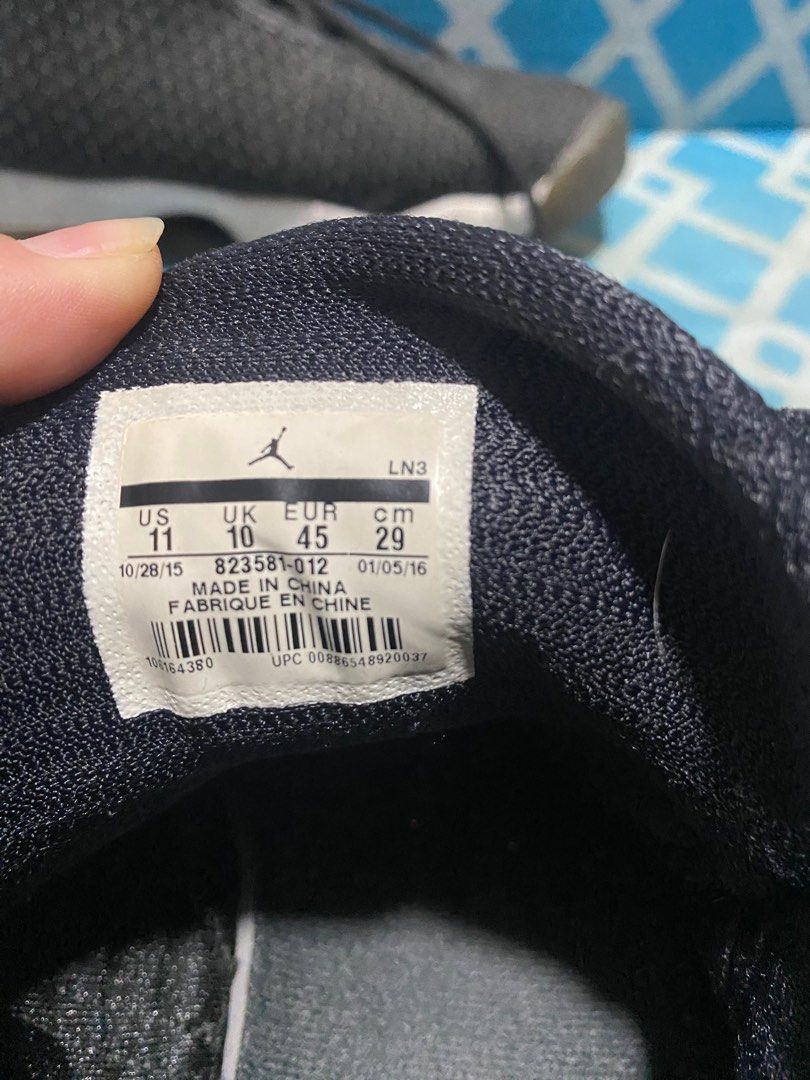 LN3
US UK EUR cm
11 10 45 29
10/28/15 823581-012 01/05/16
MADE IN CHINA
FABRIQUE EN CHINE
106164380 UPC 00886548920037